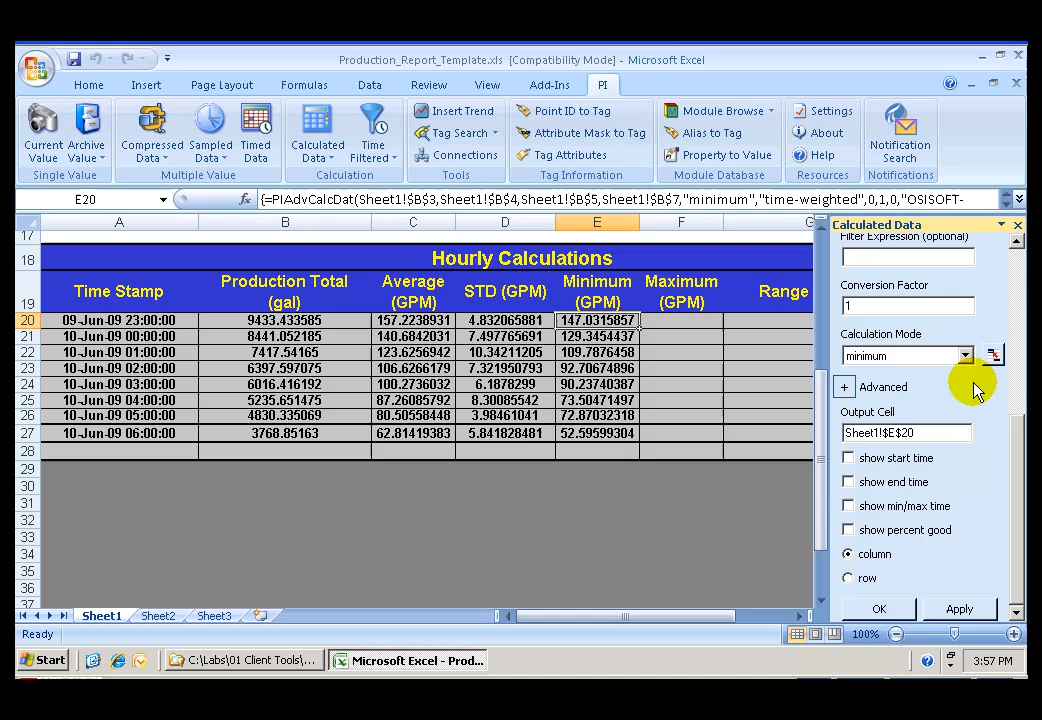 Production_Report_Template.xls [Compatibility Mode] - Microsoft Excel
Home Insert Page Layout Formulas Data Review View Add-Ins PI
Current Value Archive Value Compressed Data Sampled Data Timed Data Calculated Data Time Filtered
Insert Trend Point ID to Tag Module Browse Settings
Tag Search Attribute Mask to Tag Alias to Tag About
Connections Tag Attributes Property to Value Help Notification Search
Single Value Multiple Value Calculation Tools Tag Information Module Database Resources Notifications
E20 fx {=PIAdvCalcDat(Sheet1!$B$3,Sheet1!$B$4,Sheet1!$B$5,Sheet1!$B$7,"minimum","time-weighted",0,1,0,"OSISOFT-
A B C D E F G
17
18 Hourly Calculations
19 Time Stamp Production Total (gal) Average (GPM) STD (GPM) Minimum (GPM) Maximum (GPM) Range
20 09-Jun-09 23:00:00 9433.433585 157.2238931 4.832065881 147.0315857
21 10-Jun-09 00:00:00 8441.052185 140.6842031 7.497765691 129.3454437
22 10-Jun-09 01:00:00 7417.54165 123.6256942 10.34211205 109.7876458
23 10-Jun-09 02:00:00 6397.597075 106.6266179 7.321950793 92.70674896
24 10-Jun-09 03:00:00 6016.416192 100.2736032 6.1878299 90.23740387
25 10-Jun-09 04:00:00 5235.651475 87.26085792 8.30085542 73.50471497
26 10-Jun-09 05:00:00 4830.335069 80.50558448 3.98461041 72.87032318
27 10-Jun-09 06:00:00 3768.85163 62.81419383 5.841828481 52.59599304
28
29
30
31
32
33
34
35
36
37
Calculated Data
Filter Expression (optional)
Conversion Factor
1
Calculation Mode
minimum
+ Advanced
Output Cell
Sheet1!$E$20
show start time
show end time
show min/max time
show percent good
column
row
OK Apply
Sheet1 Sheet2 Sheet3
Ready 100%
Start C:\Labs\01 Client Tools\... Microsoft Excel - Prod... 3:57 PM